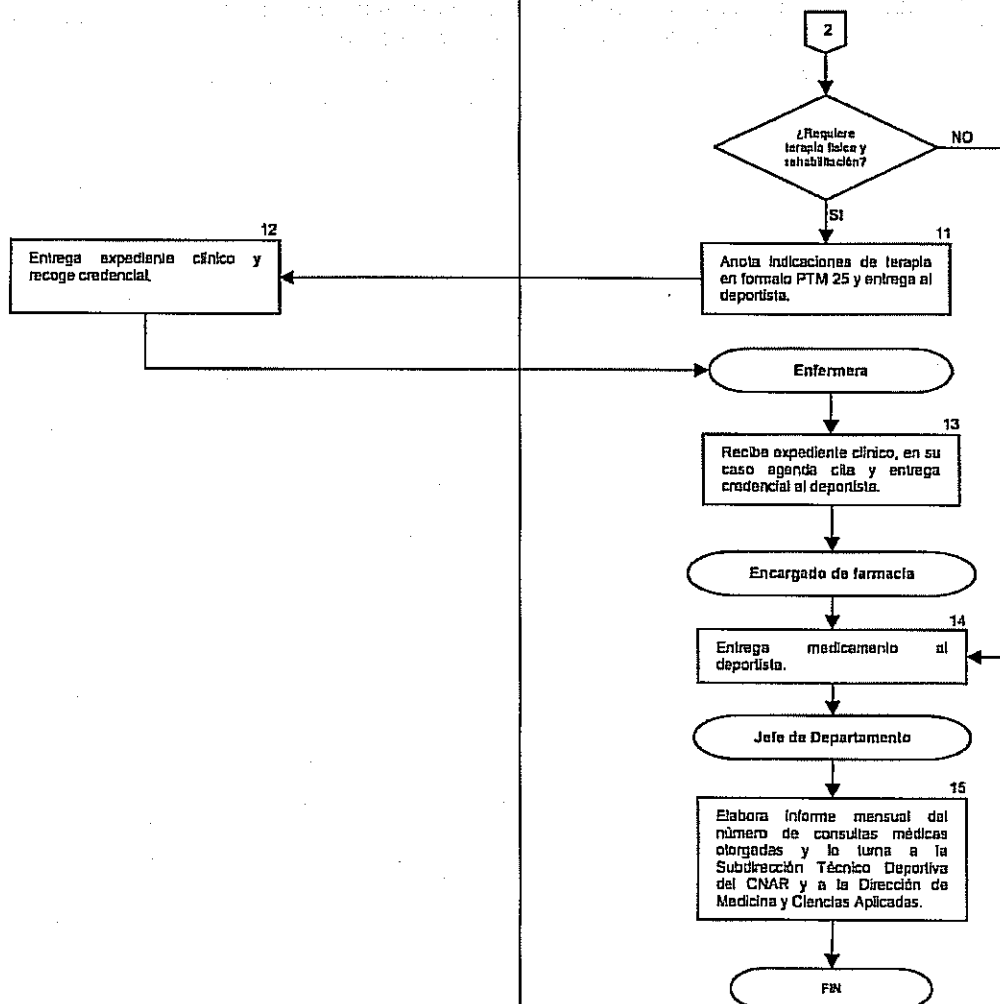 2
¿Requiere
terapia física y
rehabilitación?
NO
SI
11
Anota indicaciones de terapia
en formato PTM 25 y entrega al
deportista.
12
Entrega expediente clínico y
recoge credencial.
Enfermera
13
Recibe expediente clínico, en su
caso agenda cita y entrega
credencial al deportista.
Encargado de farmacia
14
Entrega medicamento al
deportista.
Jefe de Departamento
15
Elabora informe mensual del
número de consultas médicas
otorgadas y lo turna a la
Subdirección Técnico Deportiva
del CNAR y a la Dirección de
Medicina y Ciencias Aplicadas.
FIN